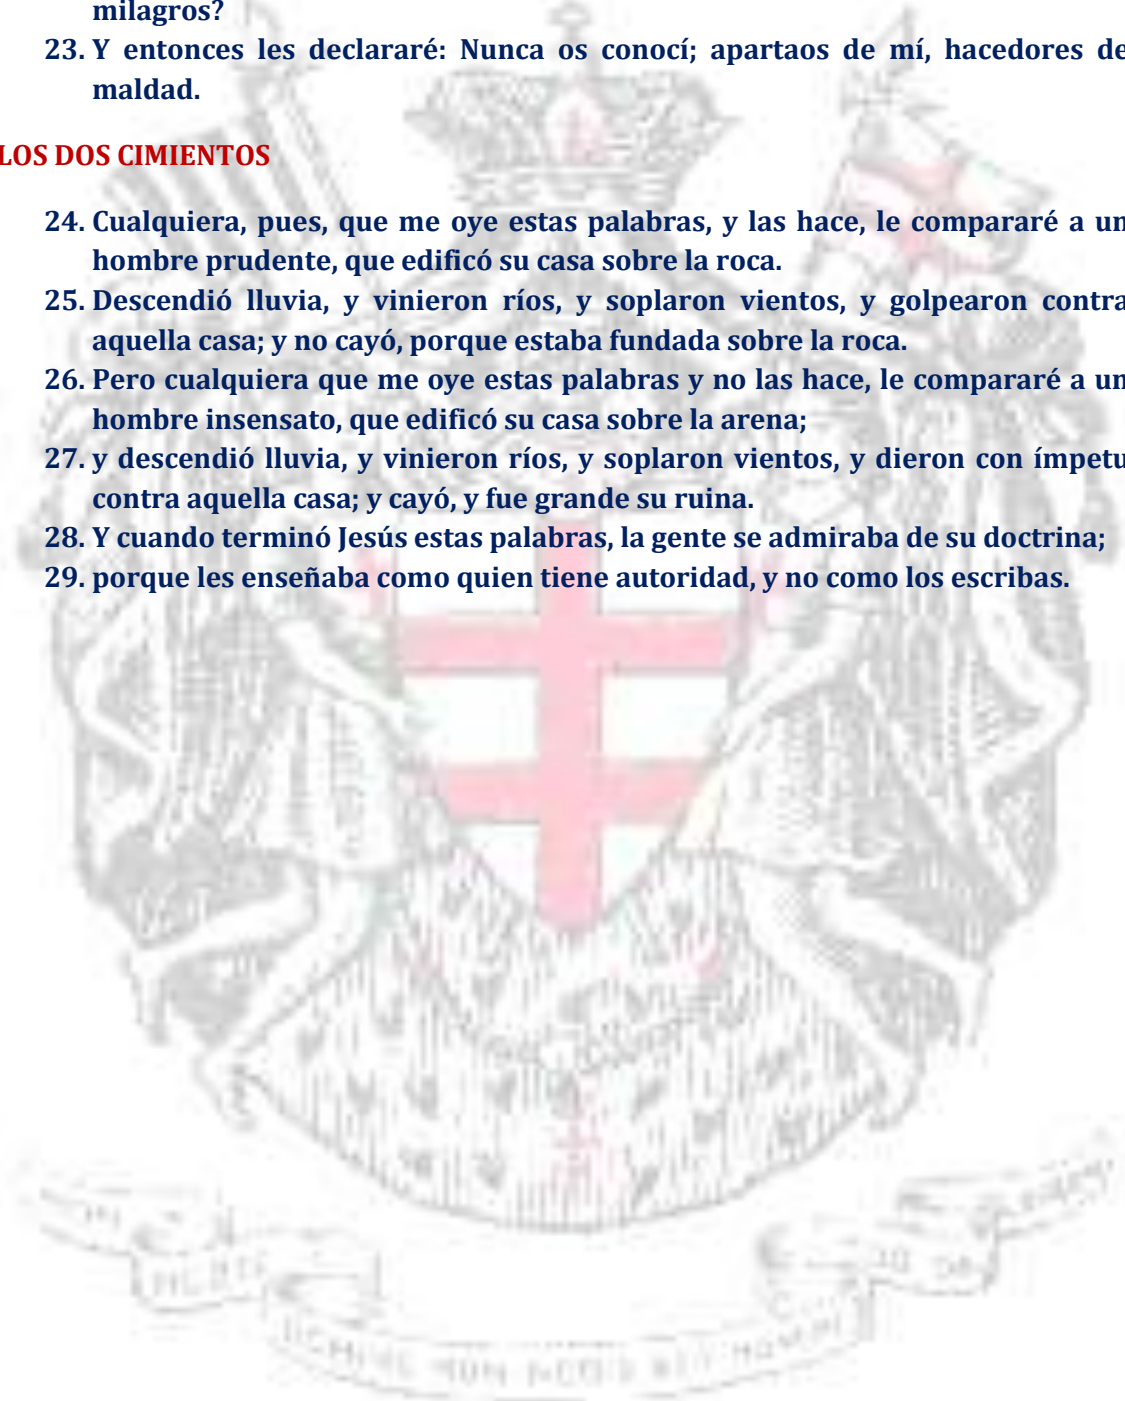 milagros?
23. Y entonces les declararé: Nunca os conocí; apartaos de mí, hacedores de
maldad.
LOS DOS CIMIENTOS
24. Cualquiera, pues, que me oye estas palabras, y las hace, le compararé a un
hombre prudente, que edificó su casa sobre la roca.
25. Descendió lluvia, y vinieron ríos, y soplaron vientos, y golpearon contra
aquella casa; y no cayó, porque estaba fundada sobre la roca.
26. Pero cualquiera que me oye estas palabras y no las hace, le compararé a un
hombre insensato, que edificó su casa sobre la arena;
27. y descendió lluvia, y vinieron ríos, y soplaron vientos, y dieron con ímpetu
contra aquella casa; y cayó, y fue grande su ruina.
28. Y cuando terminó Jesús estas palabras, la gente se admiraba de su doctrina;
29. porque les enseñaba como quien tiene autoridad, y no como los escribas.